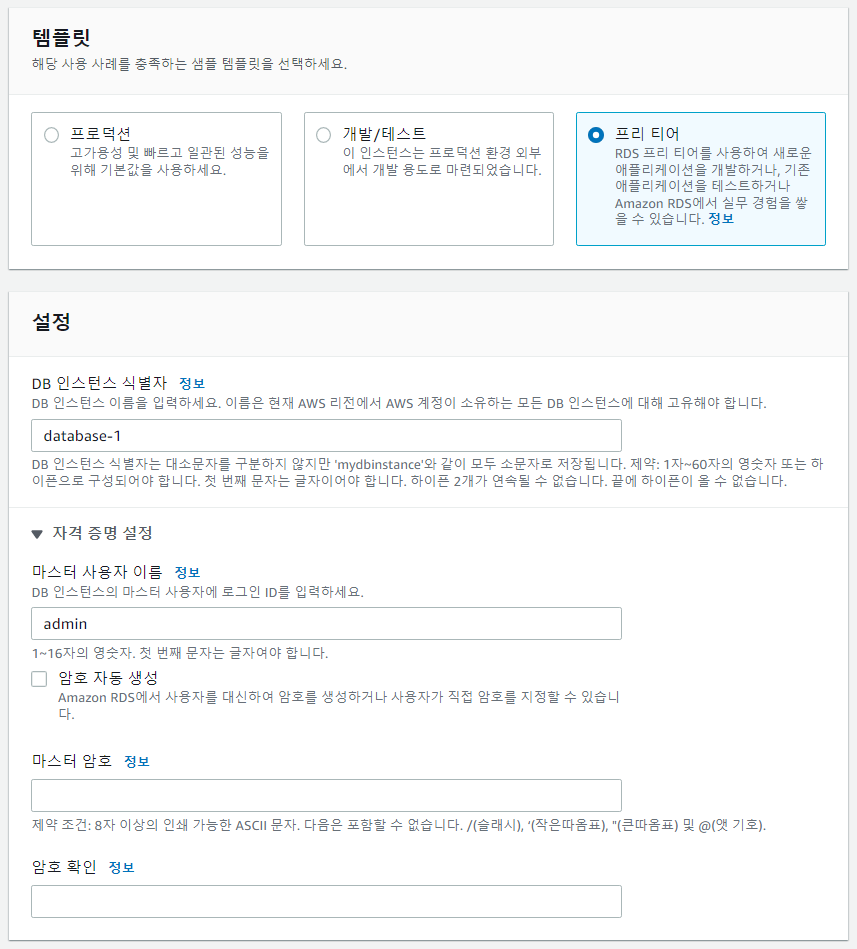 템플릿
해당 사용 사례를 충족하는 샘플 템플릿을 선택하세요.
프로덕션
고가용성 및 빠르고 일관된 성능을
위해 기본값을 사용하세요.
개발/테스트
이 인스턴스는 프로덕션 환경 외부
에서 개발 용도로 마련되었습니다.
프리 티어
RDS 프리 티어를 사용하여 새로운
애플리케이션을 개발하거나, 기존
애플리케이션을 테스트하거나
Amazon RDS에서 실무 경험을 쌓
을 수 있습니다. 정보
설정
DB 인스턴스 식별자 정보
DB 인스턴스 이름을 입력하세요. 이름은 현재 AWS 리전에서 AWS 계정이 소유하는 모든 DB 인스턴스에 대해 고유해야 합니다.
database-1
DB 인스턴스 식별자는 대소문자를 구분하지 않지만 'mydbinstance'와 같이 모두 소문자로 저장됩니다. 제약: 1자~60자의 영숫자 또는 하
이픈으로 구성되어야 합니다. 첫 번째 문자는 글자이어야 합니다. 하이픈 2개가 연속될 수 없습니다. 끝에 하이픈이 올 수 없습니다.
자격 증명 설정
마스터 사용자 이름 정보
DB 인스턴스의 마스터 사용자에 로그인 ID를 입력하세요.
admin
1~16자의 영숫자. 첫 번째 문자는 글자여야 합니다.
암호 자동 생성
Amazon RDS에서 사용자를 대신하여 암호를 생성하거나 사용자가 직접 암호를 지정할 수 있습니
다.
마스터 암호 정보
제약 조건: 8자 이상의 인쇄 가능한 ASCII 문자. 다음은 포함할 수 없습니다. /(슬래시), '(작은따옴표), "(큰따옴표) 및 @(앳 기호).
암호 확인 정보